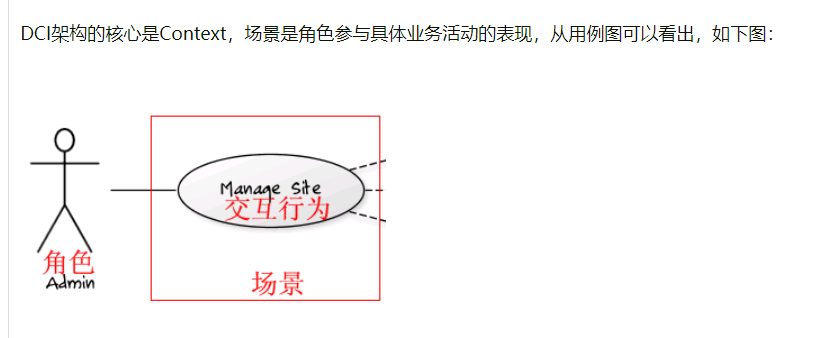 DCI架构的核心是Context，场景是角色参与具体业务活动的表现，从用例图可以看出，如下图：
Manage Site
交互行为
角色
Admin
场景